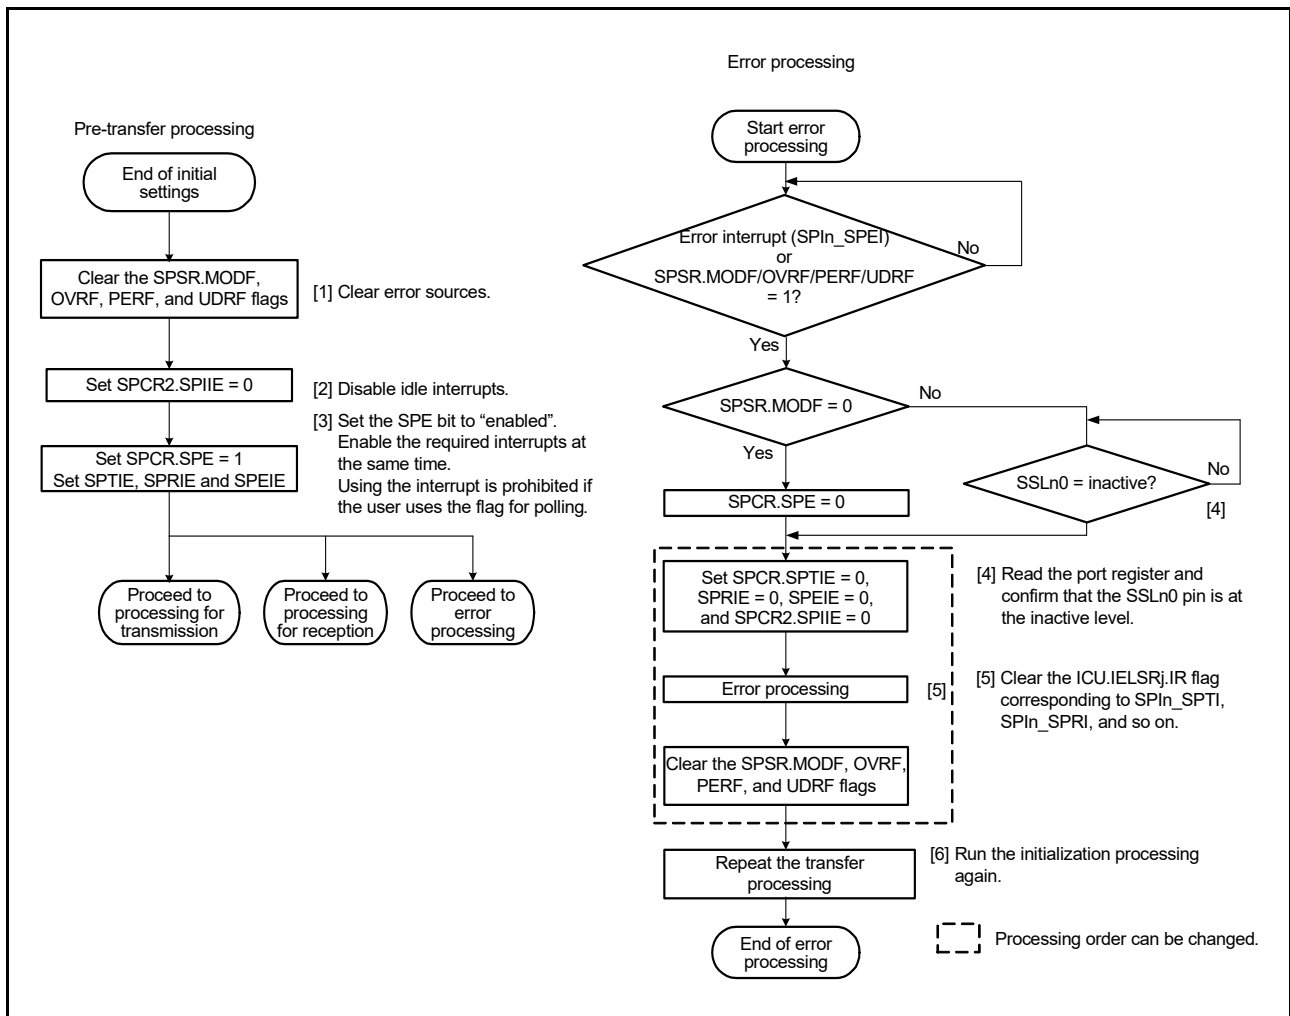 Pre-transfer processing
End of initial
settings
Clear the SPSR.MODF,
OVRF, PERF, and UDRF flags
[1] Clear error sources.
Set SPCR2.SPIIE = 0
[2] Disable idle interrupts.
Set SPCR.SPE = 1
Set SPTIE, SPRIE and SPEIE
[3] Set the SPE bit to “enabled”.
Enable the required interrupts at
the same time.
Using the interrupt is prohibited if
the user uses the flag for polling.
Proceed to
processing for
transmission
Proceed to
processing
for reception
Proceed to
error
processing
Error processing
Start error
processing
Error interrupt (SPIn_SPEI)
or
SPSR.MODF/OVRF/PERF/UDRF
= 1?
No
Yes
SPSR.MODF = 0
No
Yes
SSLn0 = inactive?
No
[4]
SPCR.SPE = 0
Set SPCR.SPTIE = 0,
SPRIE = 0, SPEIE = 0,
and SPCR2.SPIIE = 0
[4] Read the port register and
confirm that the SSLn0 pin is at
the inactive level.
Error processing
[5]
[5] Clear the ICU.IELSRj.IR flag
corresponding to SPIn_SPTI,
SPIn_SPRI, and so on.
Clear the SPSR.MODF, OVRF,
PERF, and UDRF flags
Repeat the transfer
processing
[6] Run the initialization processing
again.
End of error
processing
Processing order can be changed.